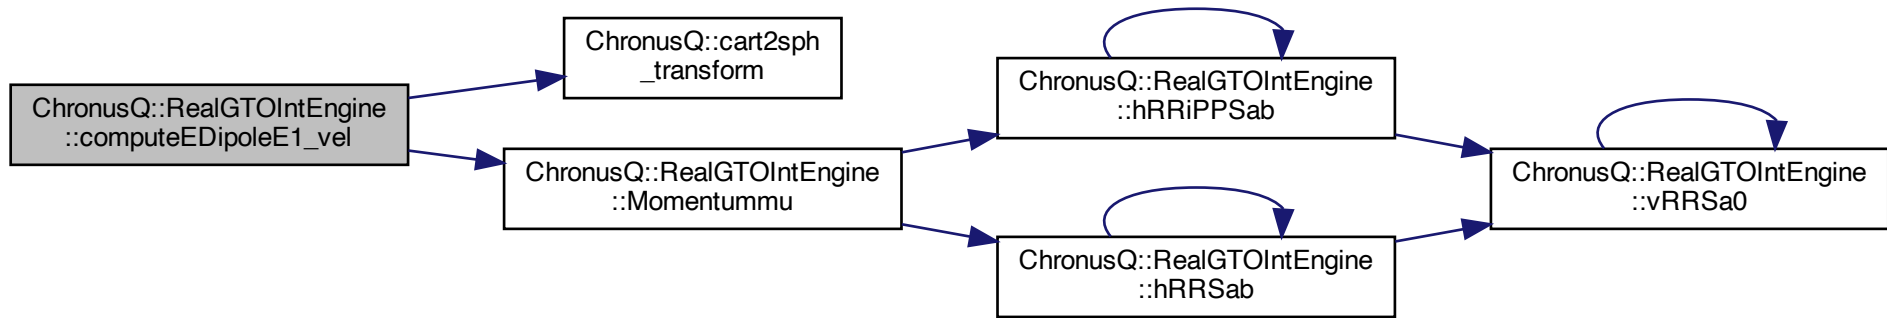 ChronusQ::RealGTOIntEngine
::computeEDipoleE1_vel
ChronusQ::cart2sph
_transform
ChronusQ::RealGTOIntEngine
::Momentummu
ChronusQ::RealGTOIntEngine
::hRRiPPSab
ChronusQ::RealGTOIntEngine
::hRRSab
ChronusQ::RealGTOIntEngine
::vRRSa0